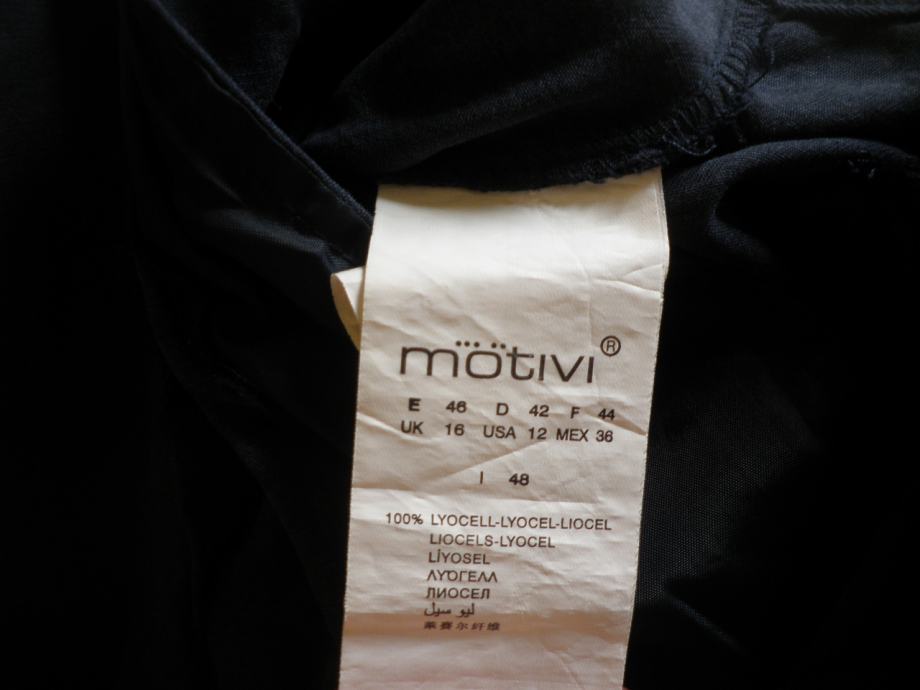 mötivi®
E 46 D 42 F 44
UK 16 USA 12 MEX 36
I 48
100% LYOCELL-LYOCEL-LIOCEL
LIOCELS-LYOCEL
LİYOSEL
ΛΥΌΓΕΛΛ
ЛИОСЕЛ
ليو سيل
莱赛尔纤维